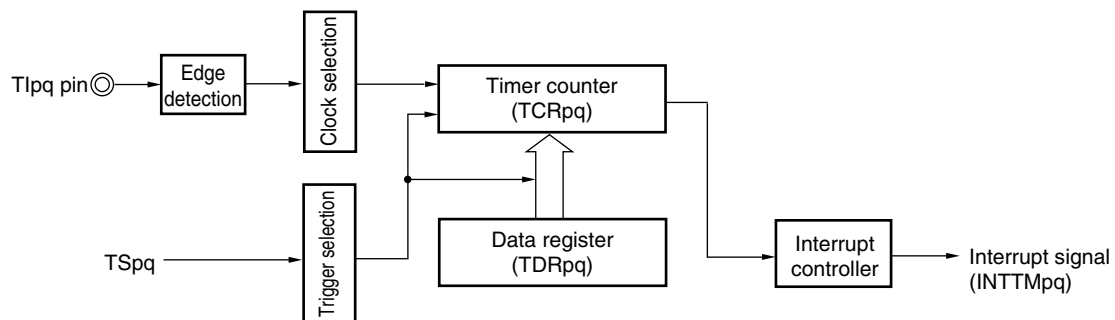 TIpq pin
Edge
detection
Clock selection
Timer counter
(TCRpq)
TSpq
Trigger selection
Data register
(TDRpq)
Interrupt
controller
Interrupt signal
(INTTMpq)